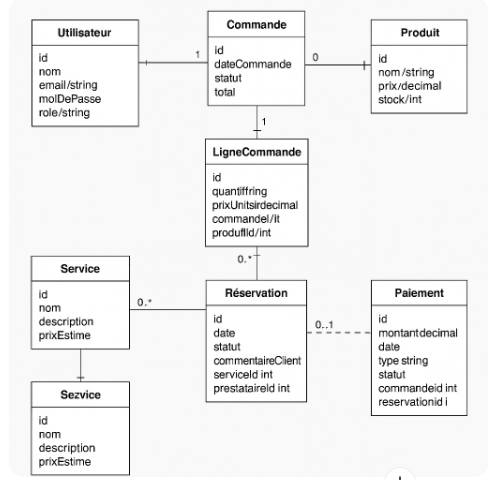 Utilisateur
id
nom
email/string
molDePasse
role/string
1
Commande
id
dateCommande
statut
total
0
Produit
id
nom/string
prix/decimal
stock/int
1
LigneCommande
id
quantiffring
prixUnitsirdecimal
commandel/it
produflld/int
0.*
Service
id
nom
description
prixEstime
0.*
Réservation
id
date
statut
commentaireClient
serviceld int
prestataireld int
0..1
Paiement
id
montantdecimal
date
type string
statut
commandeid int
reservationid i
Sezvice
id
nom
description
prixEstime